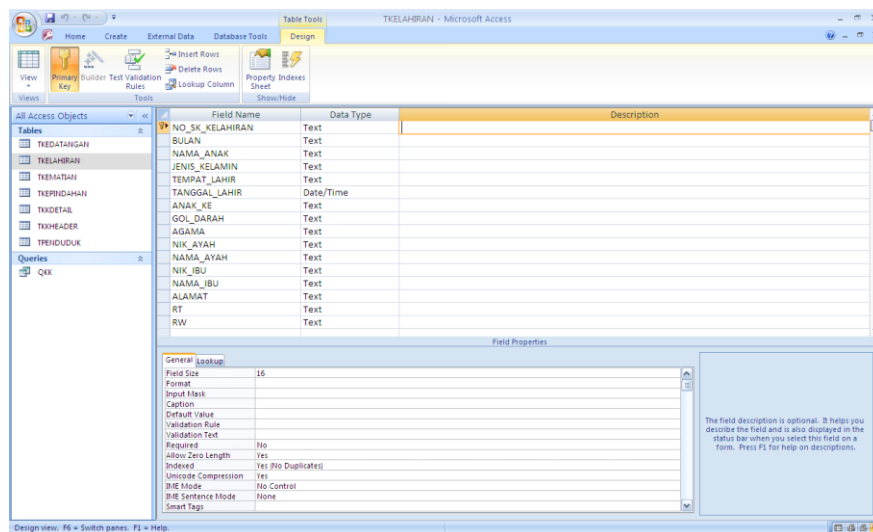 Table Tools TKELAHIRAN - Microsoft Access
Home Create External Data Database Tools Design
View
Primary Key
Builder
Test Validation Rules
Insert Rows
Delete Rows
Lookup Column
Property Sheet
Indexes
Views Tools Show/Hide
All Access Objects
Tables
TKEDATANGAN
TKELAHIRAN
TKEMATIAN
TKEPINDAHAN
TKKDETAIL
TKKHEADER
TPENDUDUK
Queries
QKK
Field Name Data Type Description
NO_SK_KELAHIRAN Text
BULAN Text
NAMA_ANAK Text
JENIS_KELAMIN Text
TEMPAT_LAHIR Text
TANGGAL_LAHIR Date/Time
ANAK_KE Text
GOL_DARAH Text
AGAMA Text
NIK_AYAH Text
NAMA_AYAH Text
NIK_IBU Text
NAMA_IBU Text
ALAMAT Text
RT Text
RW Text
Field Properties
General Lookup
Field Size 16
Format
Input Mask
Caption
Default Value
Validation Rule
Validation Text
Required No
Allow Zero Length Yes
Indexed Yes (No Duplicates)
Unicode Compression Yes
IME Mode No Control
IME Sentence Mode None
Smart Tags
The field description is optional. It helps you
describe the field and is also displayed in the
status bar when you select this field on a
form. Press F1 for help on descriptions.
Design view. F6 = Switch panes. F1 = Help.